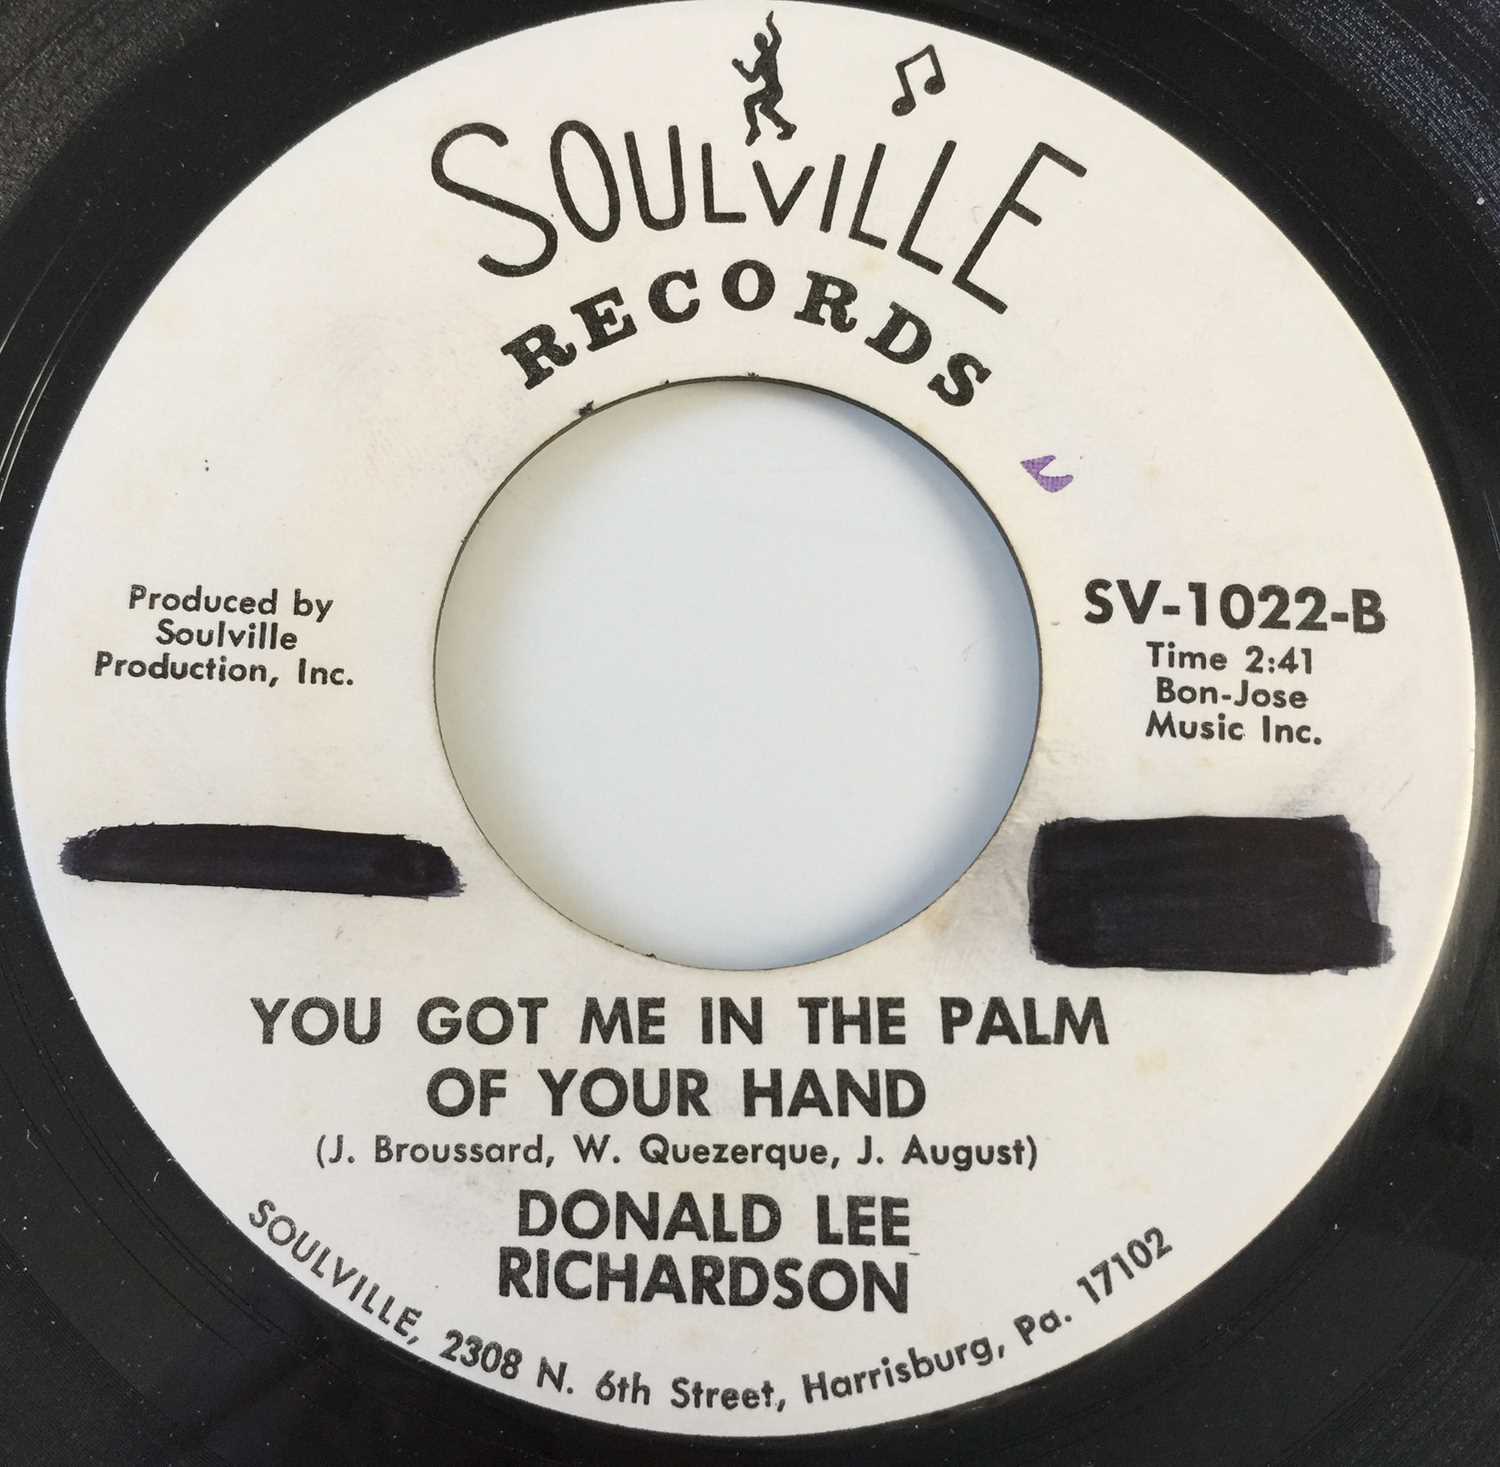 SOULVILLE
RECORDS
Produced by
Soulville
Production, Inc.
SV-1022-B
Time 2:41
Bon-Jose
Music Inc.
YOU GOT ME IN THE PALM
OF YOUR HAND
(J. Broussard, W. Quezerque, J. August)
DONALD LEE
RICHARDSON
SOULVILLE, 2308 N. 6th Street, Harrisburg, Pa. 17102